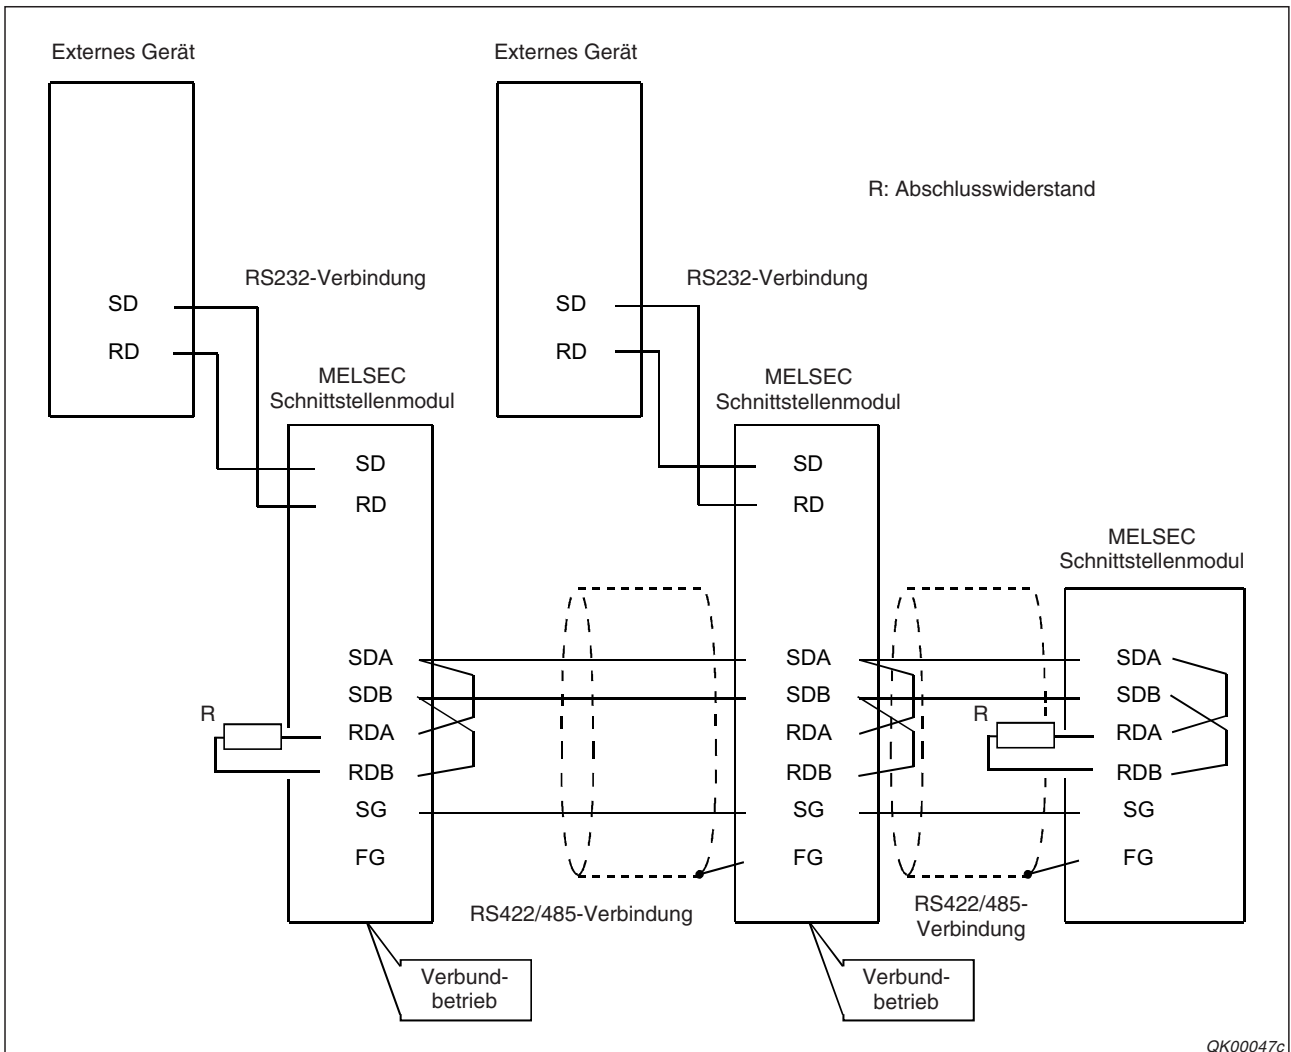 Externes Gerät
Externes Gerät
R: Abschlusswiderstand
RS232-Verbindung
RS232-Verbindung
SD
RD
SD
RD
MELSEC
Schnittstellenmodul
MELSEC
Schnittstellenmodul
SD
RD
SD
RD
MELSEC
Schnittstellenmodul
SDA
SDB
RDA
RDB
SG
FG
R
SDA
SDB
RDA
RDB
SG
FG
R
SDA
SDB
RDA
RDB
SG
FG
RS422/485-Verbindung
RS422/485-
Verbindung
Verbund-
betrieb
Verbund-
betrieb
QK00047c